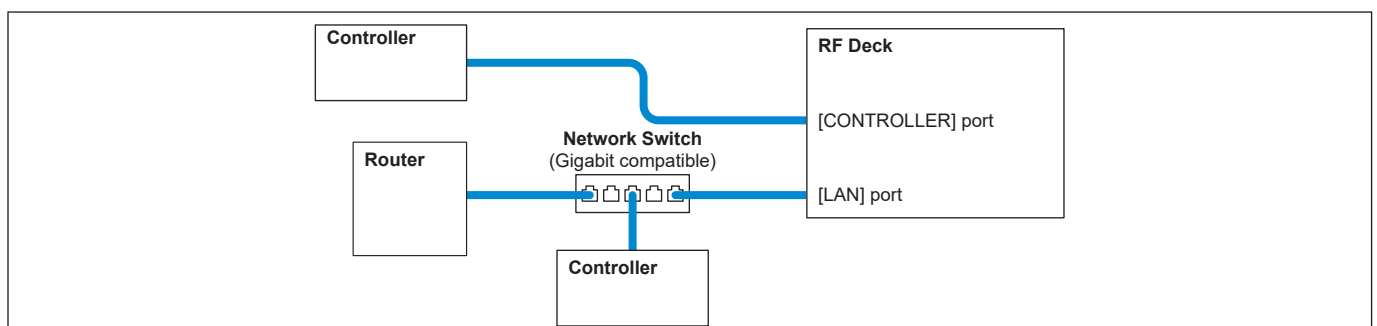 Controller
RF Deck
[CONTROLLER] port
Network Switch
(Gigabit compatible)
Router
[LAN] port
Controller